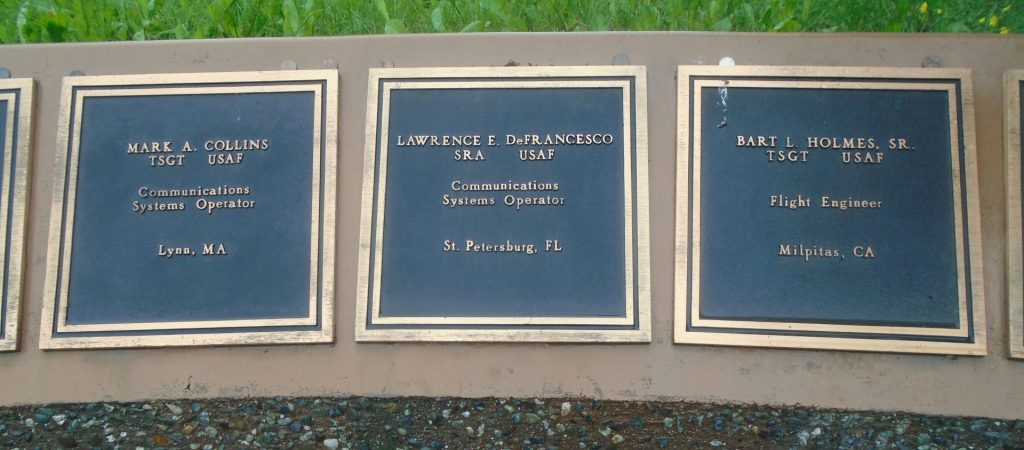 MARK A. COLLINS
TSGT USAF
Communications
Systems Operator
Lynn, MA
LAWRENCE E. DeFRANCESCO
SRA USAF
Communications
Systems Operator
St. Petersburg, FL
BART L. HOLMES, SR.
TSGT USAF
Flight Engineer
Milpitas, CA